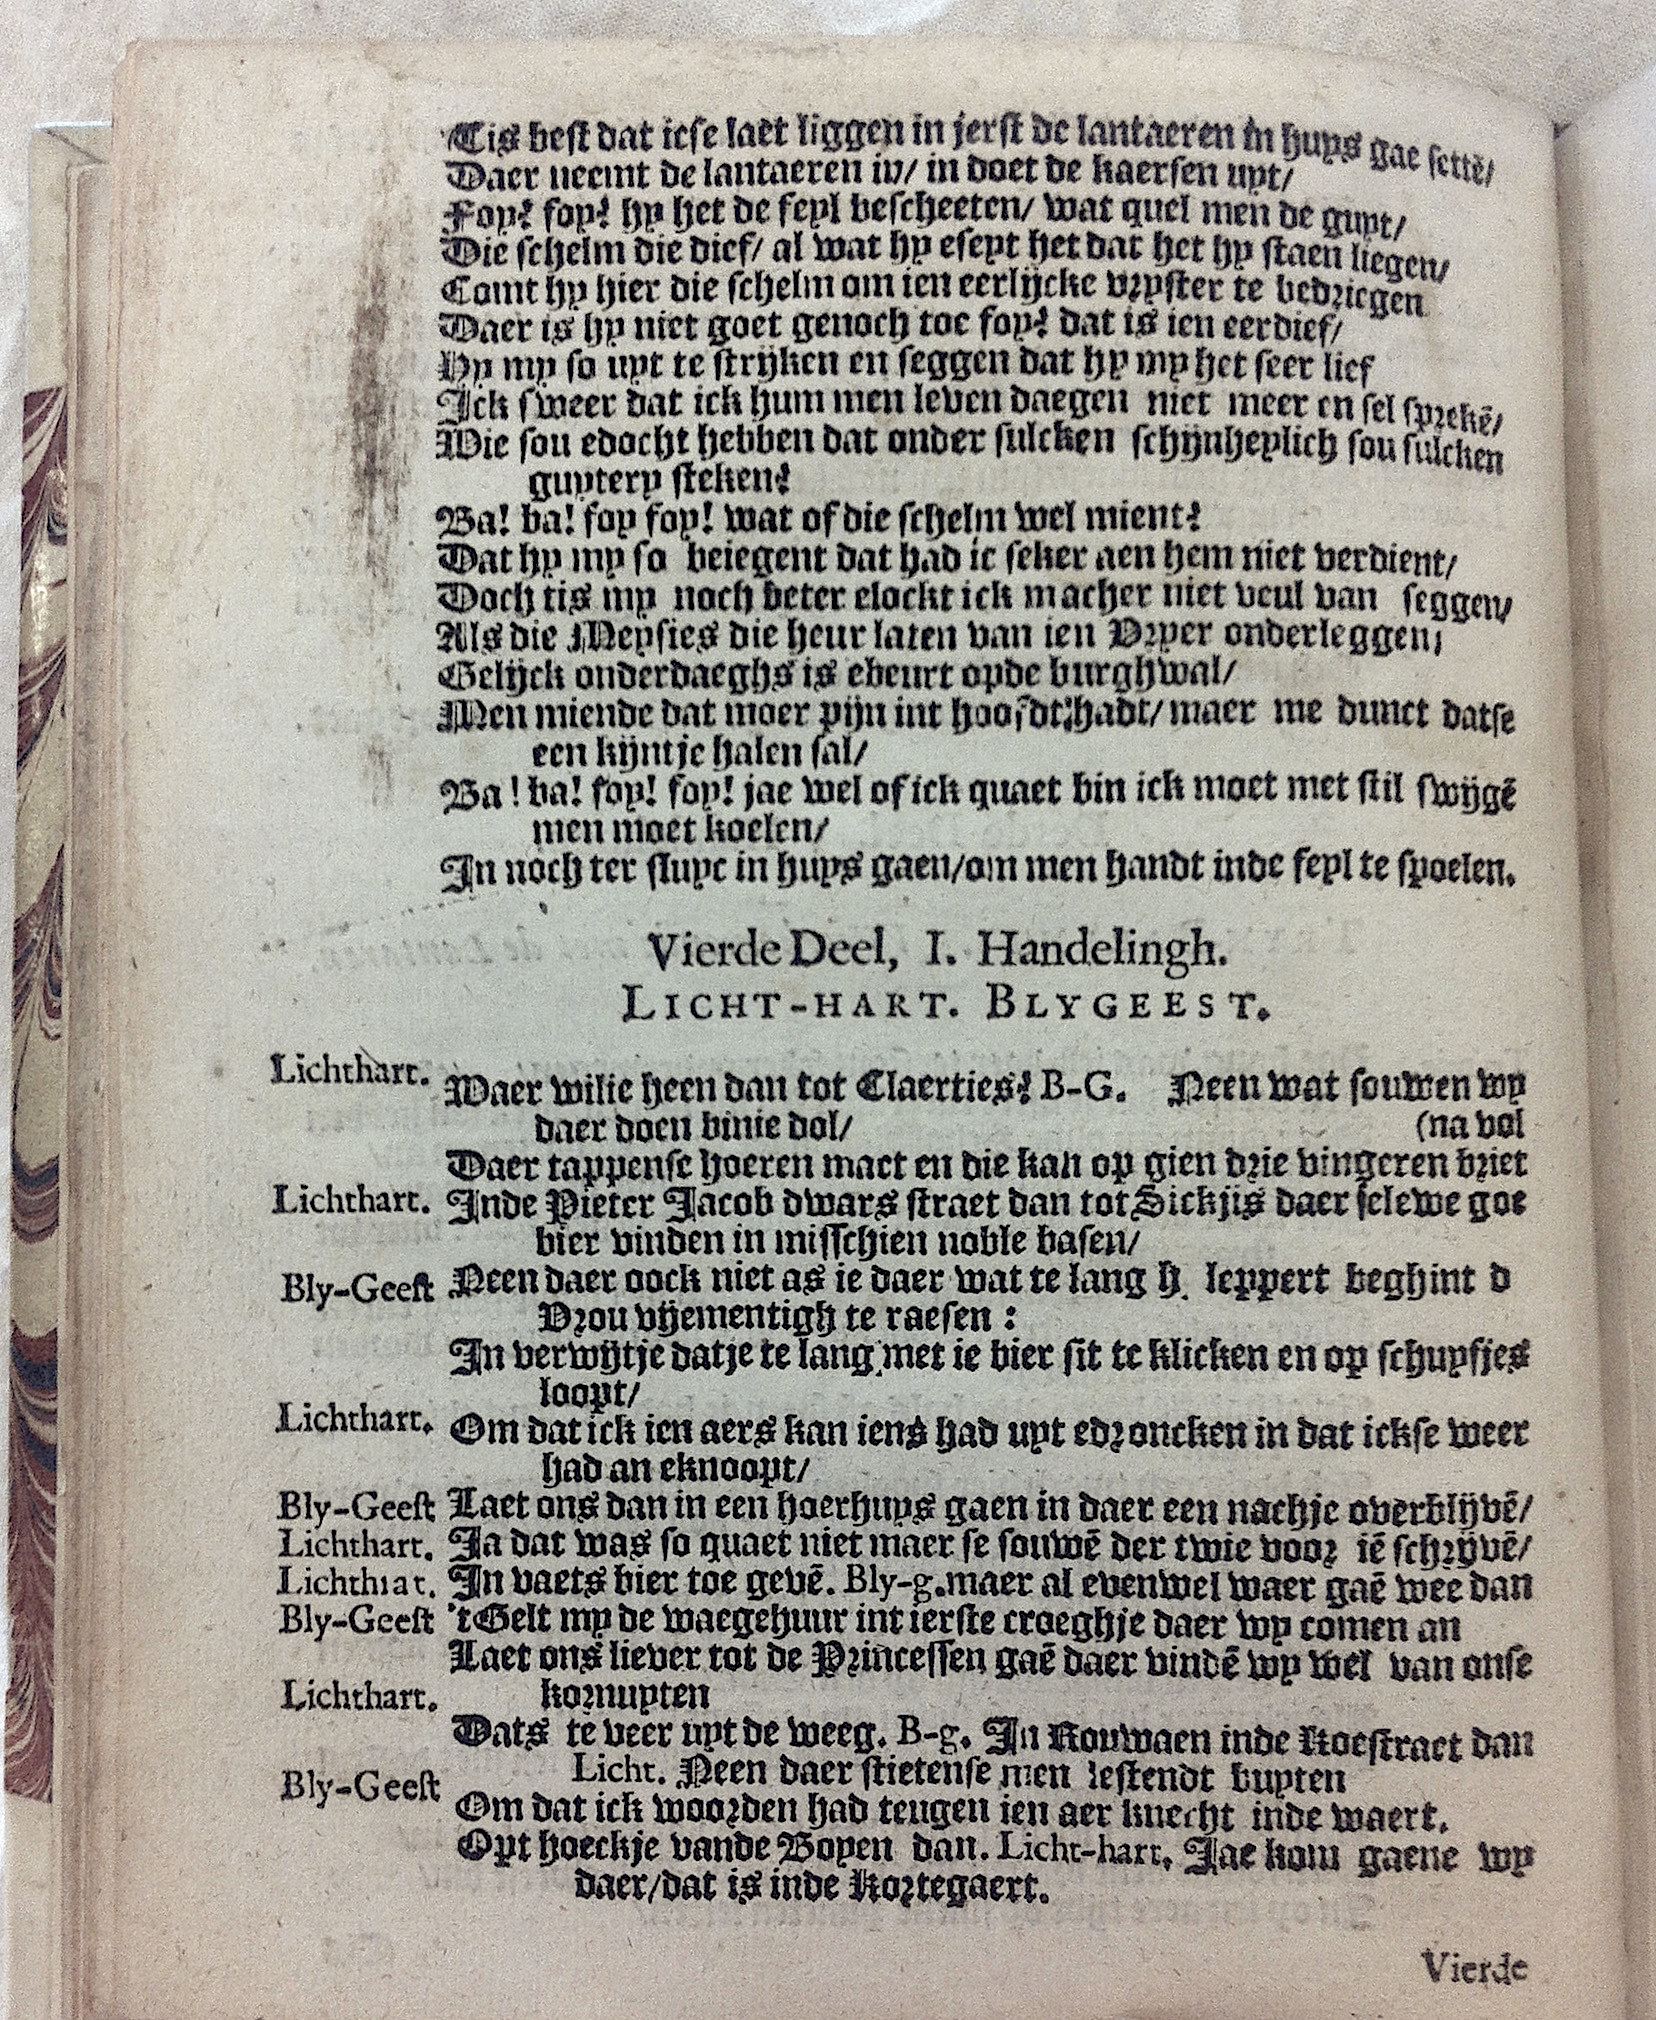 Tis best dat icse laet liggen in jerst de lantaeren in huys gae settē/
Daer neemt de lantaeren in/ in doet de kaersen uyt/
Foy? foy? hy het de feyl bescheeten/ wat quel men de guyt/
Die schelm die dief/ al wat hy eseyt het dat het hy staen liegen/
Comt hy hier die schelm om ien eerlijcke vryster te bedriegen
Daer is hy niet goet genoch toe foy? dat is ien eerdief/
Hy my so uyt te strijken en seggen dat hy my het seer lief
Ick sweer dat ick hum men leven daegen niet meer en sel sprekē/
Wie sou edocht hebben dat onder sulcken schijnheylich sou sulcken
guytery steken?
Ba! ba! foy foy! wat of die schelm wel mient?
Dat hy my so beiegent dat had ic seker aen hem niet verdient/
Doch tis my noch beter elockt ick macher niet veul van seggen/
Als die Meysies die heur laten van ien Vryer onderleggen/
Gelijck onderdaeghs is ebeurt opde burghwal/
Men miende dat moer pijn int hoofdt hadt/ maer me dunct datse
een kijntje halen sal/
Ba! ba! foy! foy! jae wel of ick quaet bin ick moet met stil swijgē
men moet koelen/
In noch ter sluyc in huys gaen/om men handt inde feyl te spoelen.
Vierde Deel, I. Handelingh.
LICHT-HART. BLYGEEST.
Lichthart. Waer wilie heen dan tot Claerties? B-G. Neen wat souwen wy
daer doen binie dol/ (na vol
Daer tappense hoeren maet en die kan op gien drie vingeren briet
Lichthart. Inde Pieter Jacob dwars straet dan tot Sickjis daer selewe goe
bier vinden in misschien noble basen/
Bly-Geest Neen daer oock niet as ie daer wat te lang h. leppert beghint d
Vrou vijementigh te raesen:
In verwijtje datje te lang met ie bier sit te klicken en op schuyfjes
loopt/
Lichthart. Om dat ick ien aers kan iens had uyt edroncken in dat ickse weer
had an eknoopt/
Bly-Geest Laet ons dan in een hoerhuys gaen in daer een nachje overblijvē/
Lichthart. Ja dat was so quaet niet maer se souwē der twie voor iē schrijvē/
Lichthiat. In vaets bier toe gevē. Bly-g. maer al evenwel waer gaē wee dan
Bly-Geest 't Gelt my de waegehuur int ierste croeghje daer wy comen an
Laet ons liever tot de Princessen gaē daer vindē wy wel van onse
Lichthart. kornuyten
Dats te veer uyt de weeg. B-g. In Rouwaen inde Koestraet dan
Licht. Neen daer stietense men lestendt buyten
Bly-Geest Om dat ick woorden had teugen ien aer knecht inde waert.
Opt hoeckje vande Boyen dan. Licht-hart. Jae kom gaene wy
daer/dat is inde Kortegaert.
Vierde